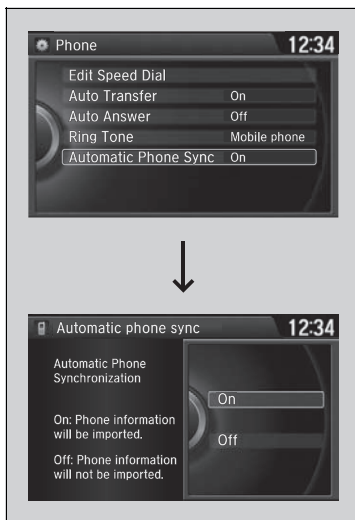 Phone 12:34
Edit Speed Dial
Auto Transfer On
Auto Answer Off
Ring Tone Mobile phone
Automatic Phone Sync On
Automatic phone sync 12:34
Automatic Phone
Synchronization
On: Phone information
will be imported.
Off: Phone information
will not be imported.
On
Off